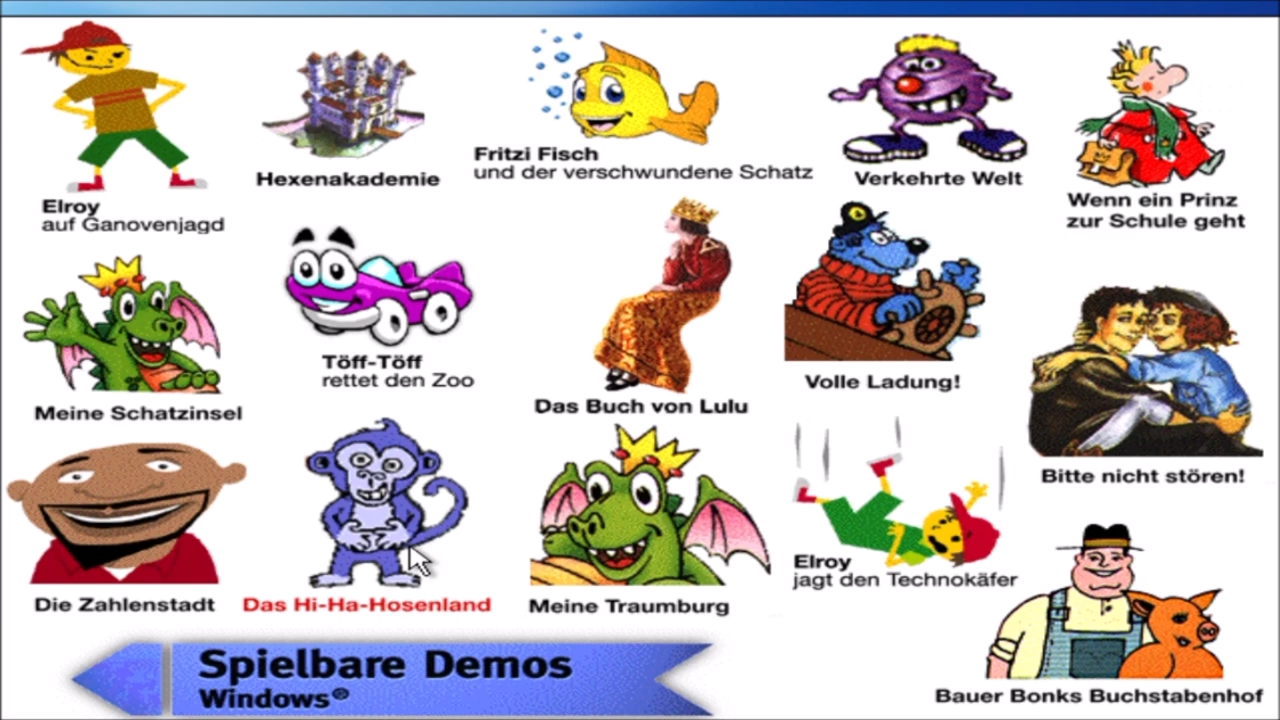 Elroy
auf Ganovenjagd
Hexenakademie
Fritzi Fisch
und der verschwundene Schatz
Verkehrte Welt
Wenn ein Prinz
zur Schule geht
Meine Schatzinsel
Töff-Töff
rettet den Zoo
Das Buch von Lulu
Volle Ladung!
Bitte nicht stören!
Die Zahlenstadt
Das Hi-Ha-Hosenland
Meine Traumburg
Elroy
jagt den Technokäfer
Bauer Bonks Buchstabenhof
Spielbare Demos
Windows®